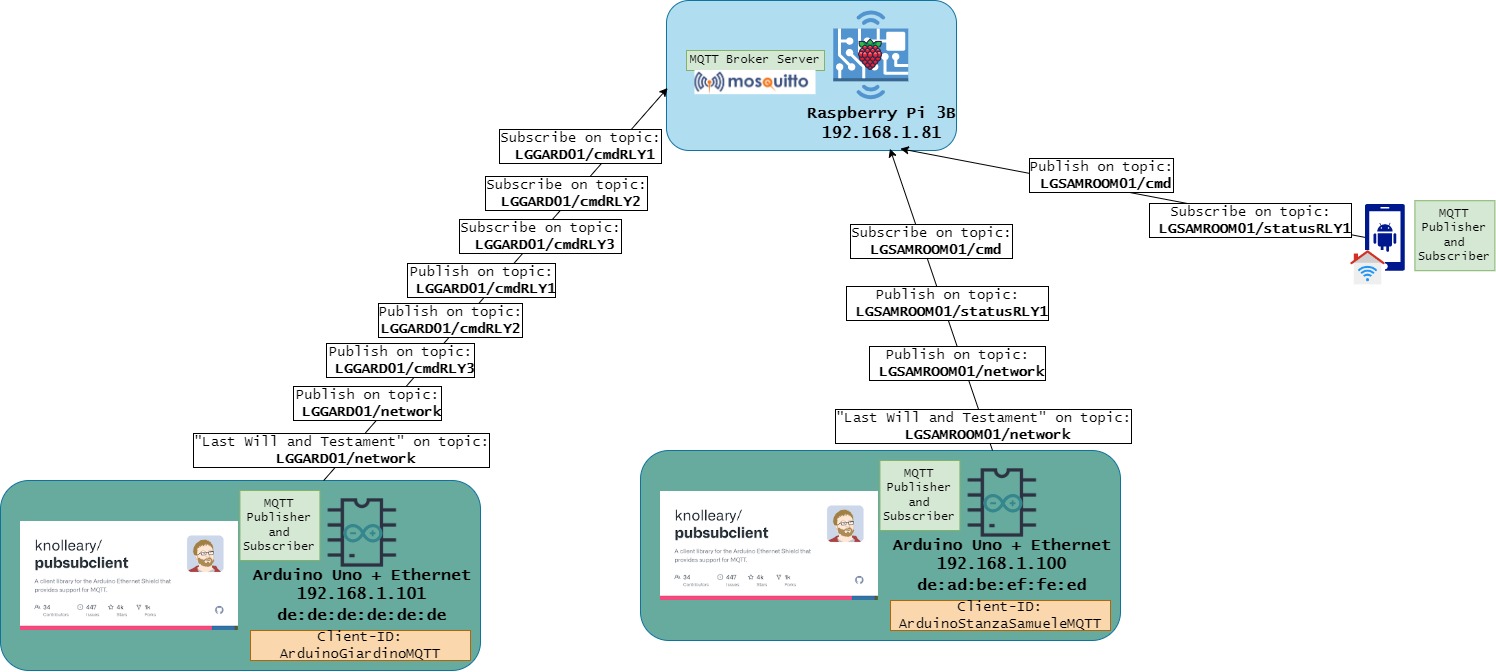 MQTT Broker Server
mosquitto
Raspberry Pi 3B
192.168.1.81
Subscribe on topic:
LGGARD01/cmdRLY1
Subscribe on topic:
LGGARD01/cmdRLY2
Subscribe on topic:
LGGARD01/cmdRLY3
Publish on topic:
LGGARD01/cmdRLY1
Publish on topic:
LGGARD01/cmdRLY2
Publish on topic:
LGGARD01/cmdRLY3
Publish on topic:
LGGARD01/network
"Last Will and Testament" on topic:
LGGARD01/network
Subscribe on topic:
LGSAMROOM01/cmd
Publish on topic:
LGSAMROOM01/statusRLY1
Publish on topic:
LGSAMROOM01/network
"Last Will and Testament" on topic:
LGSAMROOM01/network
Publish on topic:
LGSAMROOM01/cmd
Subscribe on topic:
LGSAMROOM01/statusRLY1
MQTT
Publisher
and
Subscriber
knolleary/
pubsubclient
A client library for the Arduino Ethernet Shield that
provides support for MQTT.
34
Contributors
447
Issues
4k
Stars
1k
Forks
MQTT
Publisher
and
Subscriber
Arduino Uno + Ethernet
192.168.1.101
de:de:de:de:de:de
Client-ID:
ArduinoGiardinoMQTT
knolleary/
pubsubclient
A client library for the Arduino Ethernet Shield that
provides support for MQTT.
34
Contributors
447
Issues
4k
Stars
1k
Forks
MQTT
Publisher
and
Subscriber
Arduino Uno + Ethernet
192.168.1.100
de:ad:be:ef:fe:ed
Client-ID:
ArduinoStanzaSamueleMQTT